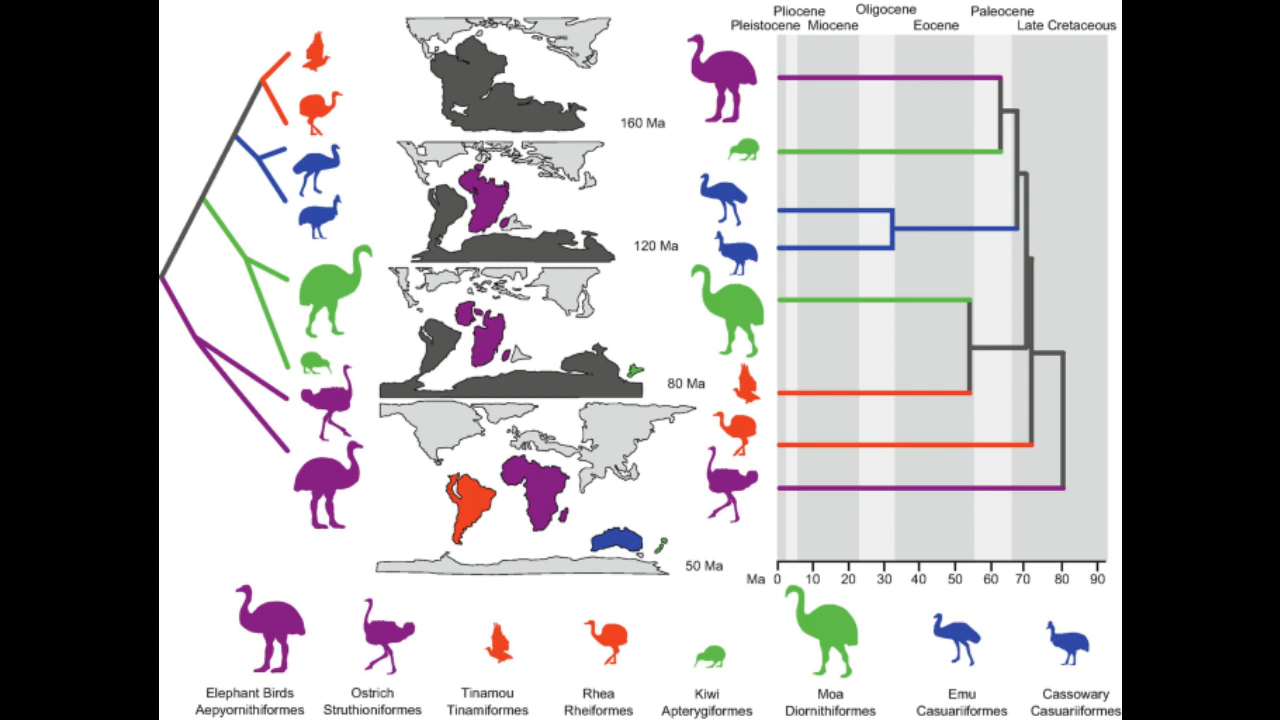 Pliocene
Oligocene
Paleocene
Pleistocene
Miocene
Eocene
Late Cretaceous
160 Ma
120 Ma
80 Ma
50 Ma
Ma 0 10 20 30 40 50 60 70 80 90
Elephant Birds
Aepyornithiformes
Ostrich
Struthioniformes
Tinamou
Tinamiformes
Rhea
Rheiformes
Kiwi
Apterygiformes
Moa
Diornithiformes
Emu
Casuariiformes
Cassowary
Casuariiformes